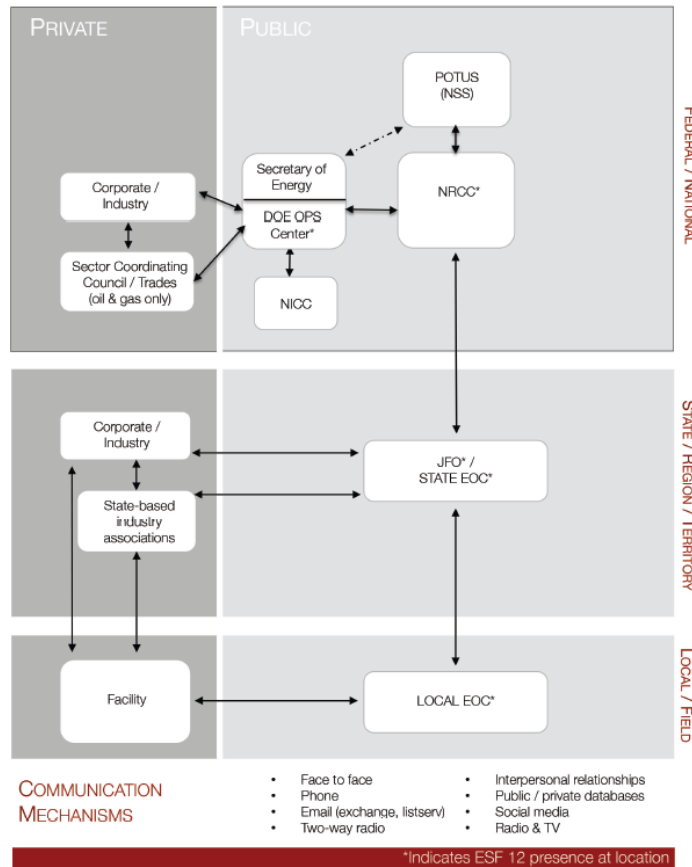 PRIVATE
PUBLIC
POTUS
(NSS)
Secretary of
Energy
DOE OPS
Center*
NRCC*
Corporate /
Industry
Sector Coordinating
Council / Trades
(oil & gas only)
NICC
FEDERAL / NATIONAL
Corporate /
Industry
State-based
industry
associations
JFO* /
STATE EOC*
STATE / REGION / TERRITORY
Facility
LOCAL EOC*
LOCAL / FIELD
COMMUNICATION
MECHANISMS
• Face to face
• Phone
• Email (exchange, listserv)
• Two-way radio
• Interpersonal relationships
• Public / private databases
• Social media
• Radio & TV
*Indicates ESF 12 presence at location